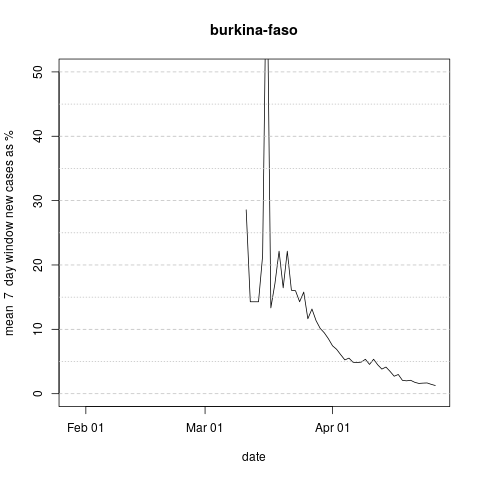 burkina-faso
mean 7 day window new cases as %
50
40
30
20
10
0
Feb 01
Mar 01
Apr 01
date